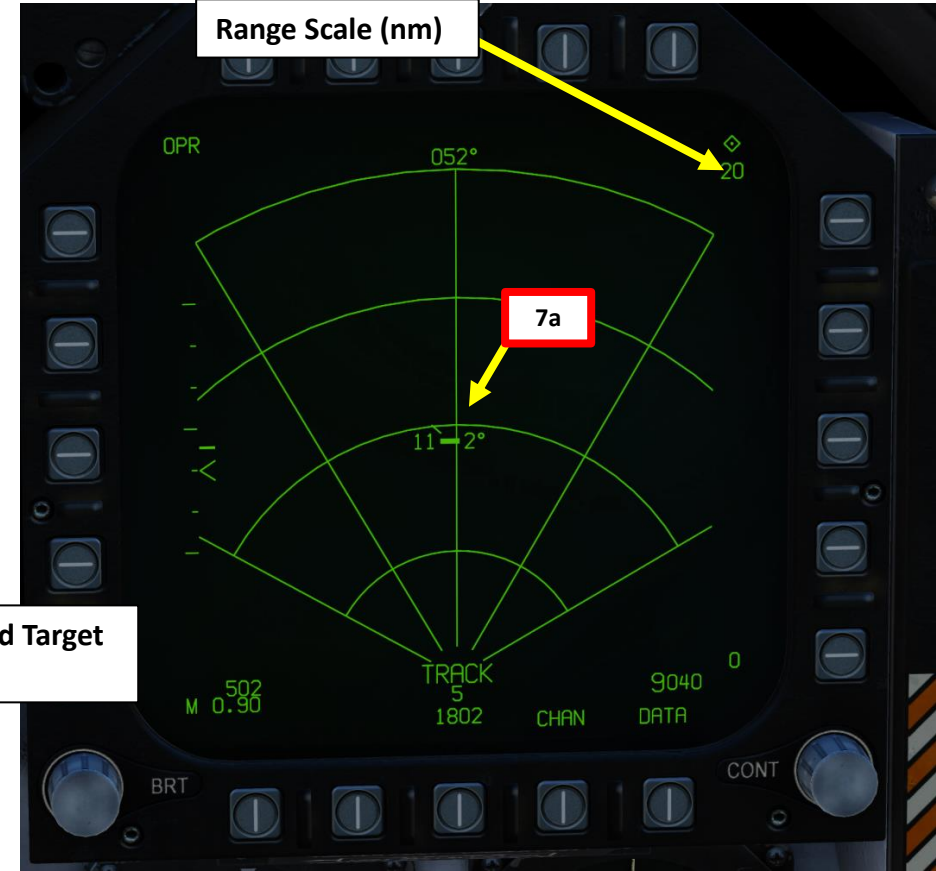 Range Scale (nm)
OPR
052°
20
7a
11 2°
d Target
TRACK
0
502
5
9040
M 0.90
1802
CHAN
DATA
BRT
CONT